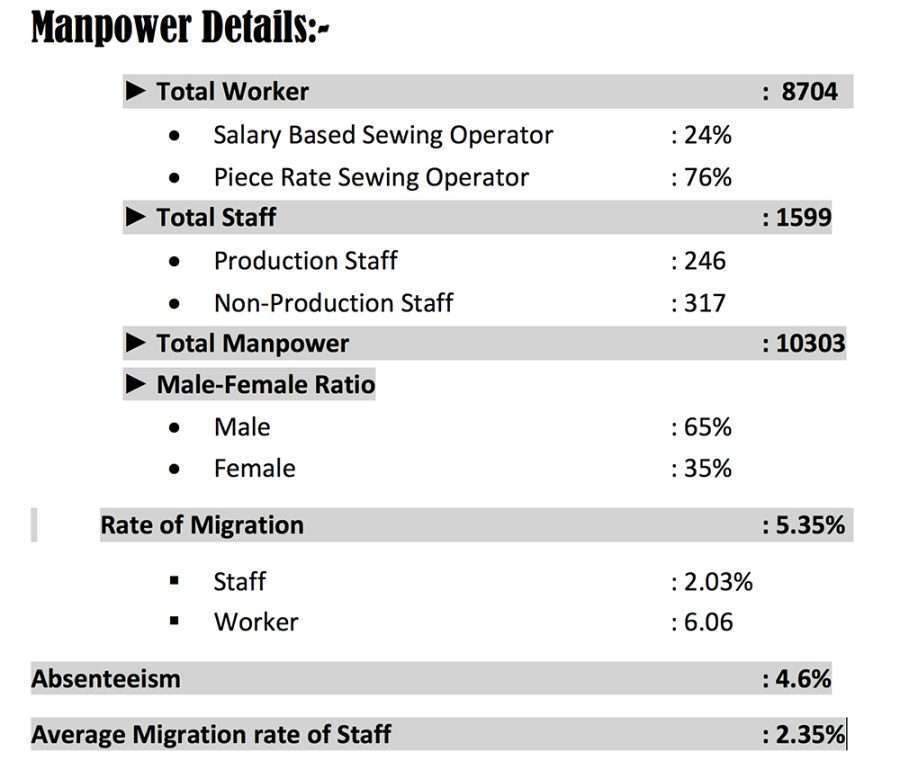 Manpower Details:-
► Total Worker : 8704
• Salary Based Sewing Operator : 24%
• Piece Rate Sewing Operator : 76%
► Total Staff : 1599
• Production Staff : 246
• Non-Production Staff : 317
► Total Manpower : 10303
► Male-Female Ratio
• Male : 65%
• Female : 35%
Rate of Migration : 5.35%
▪ Staff : 2.03%
▪ Worker : 6.06
Absenteeism : 4.6%
Average Migration rate of Staff : 2.35%